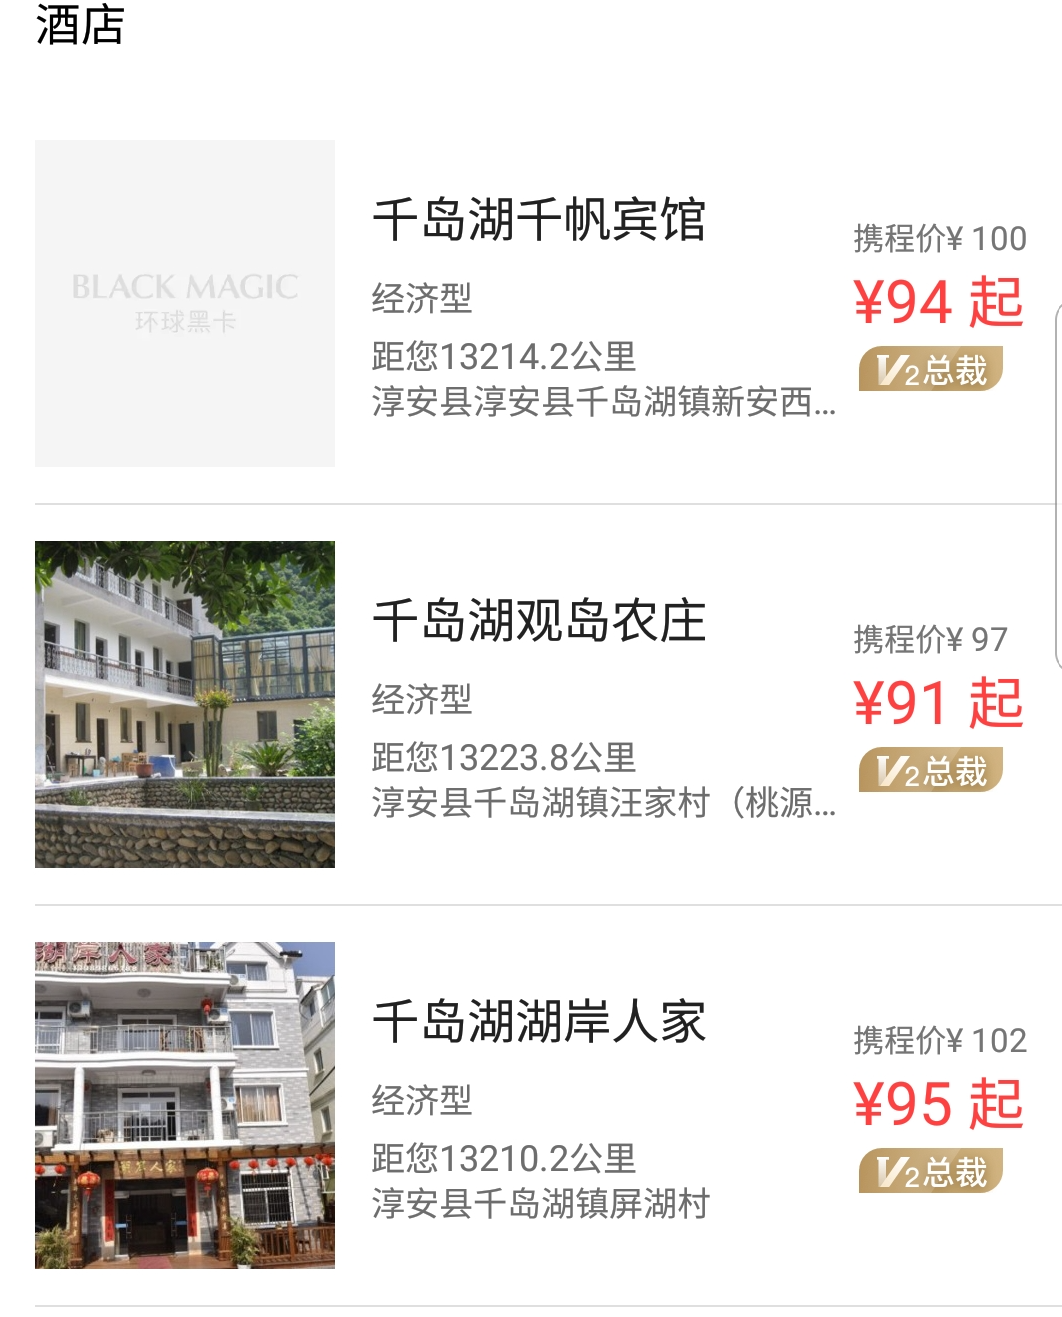 酒店
BLACK MAGIC
环球黑卡
千岛湖千帆宾馆
经济型
距您13214.2公里
淳安县淳安县千岛湖镇新安西...
携程价¥ 100
¥94 起
V2总裁
千岛湖观岛农庄
经济型
距您13223.8公里
淳安县千岛湖镇汪家村（桃源...
携程价¥ 97
¥91 起
V2总裁
湖岸人家
千岛湖湖岸人家
经济型
距您13210.2公里
淳安县千岛湖镇屏湖村
携程价¥ 102
¥95 起
V2总裁